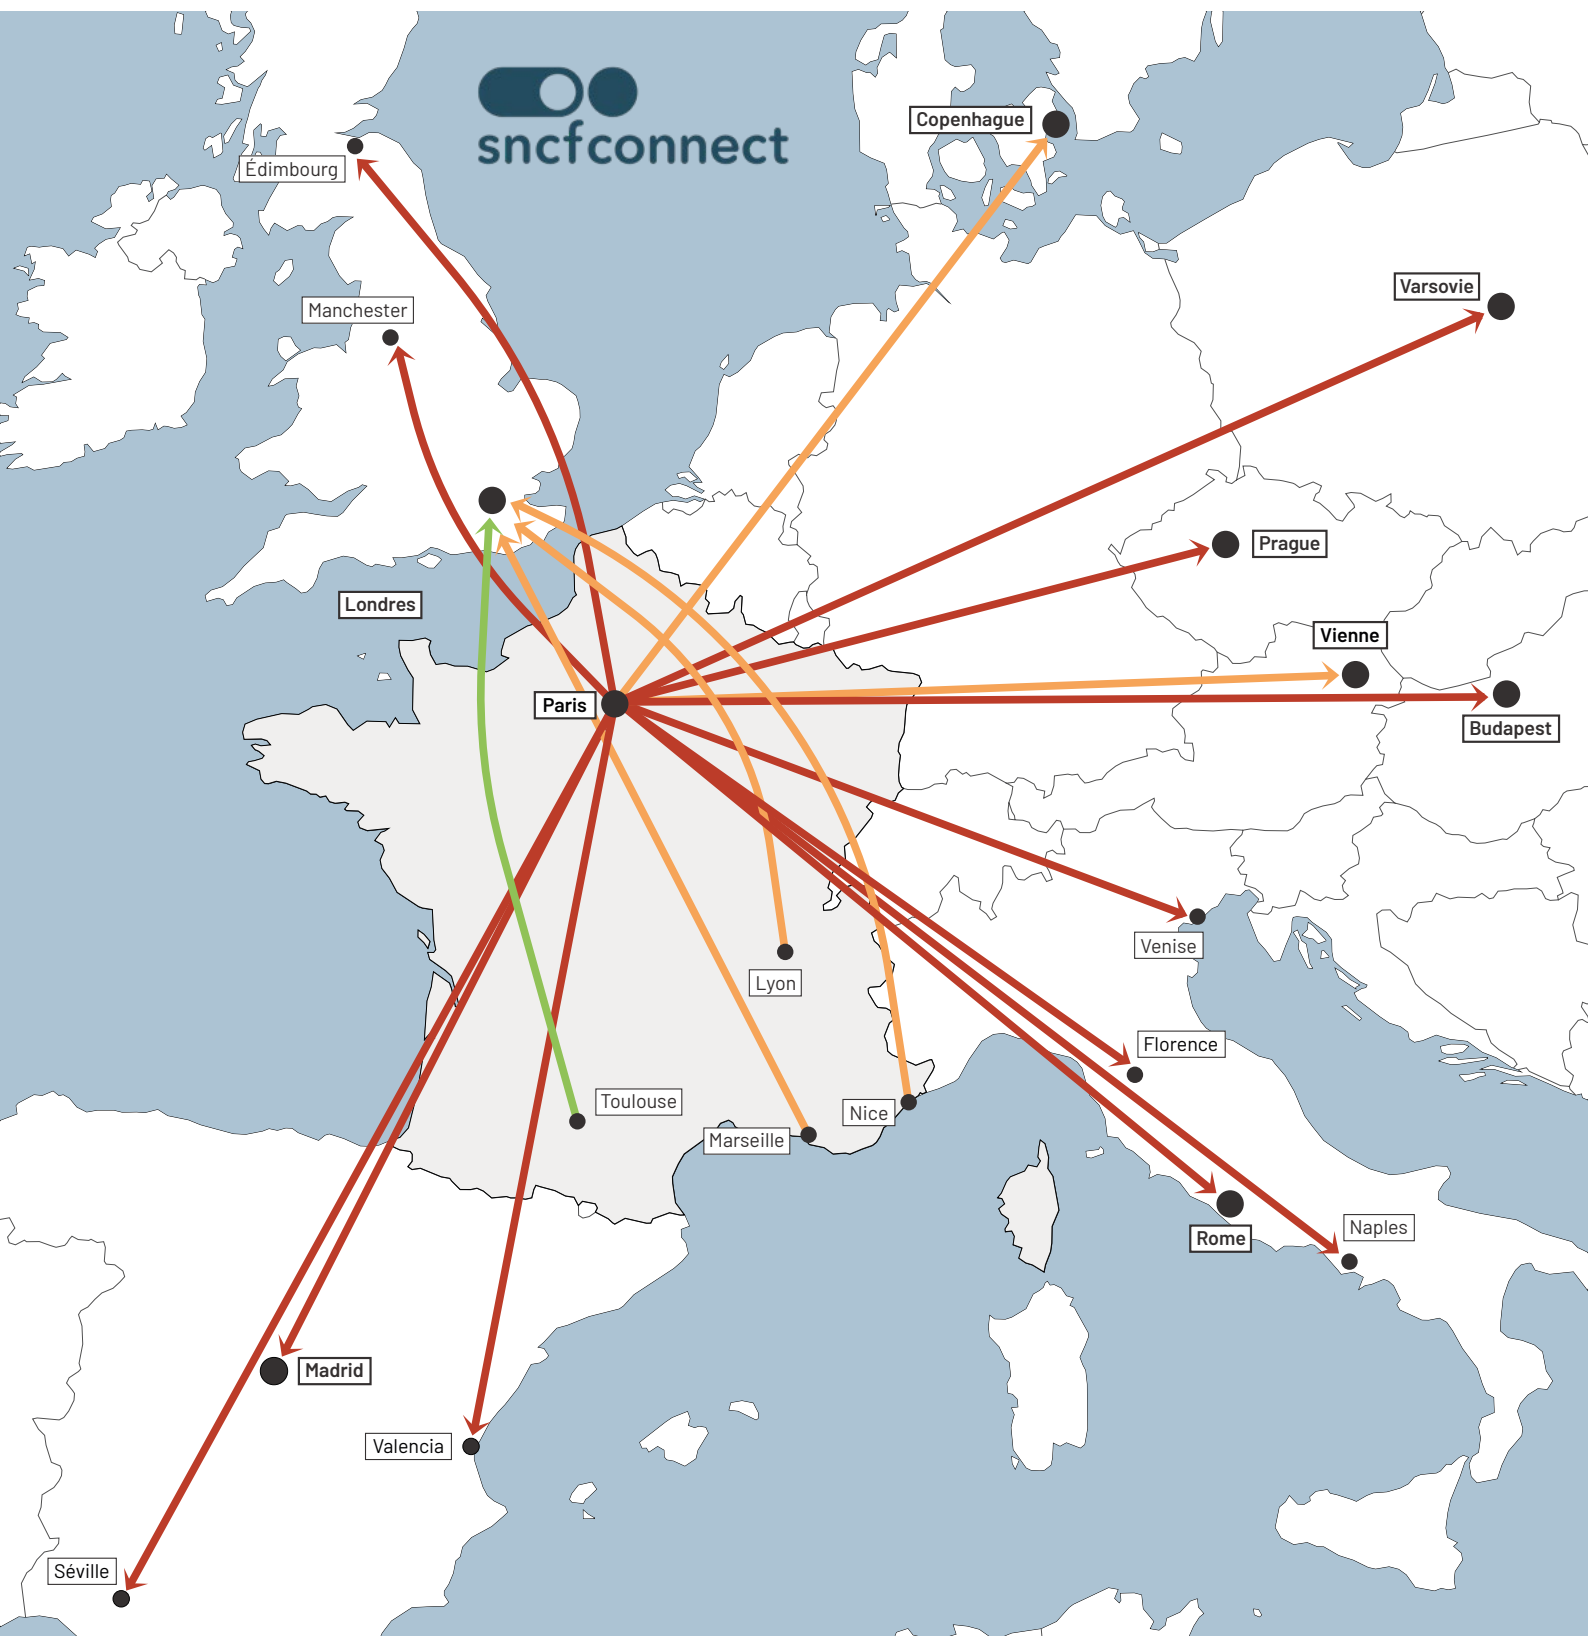 sncfconnect
Copenhague
Édimbourg
Varsovie
Manchester
Prague
Londres
Vienne
Paris
Budapest
Venise
Lyon
Florence
Toulouse
Nice
Marseille
Naples
Rome
Madrid
Valencia
Séville